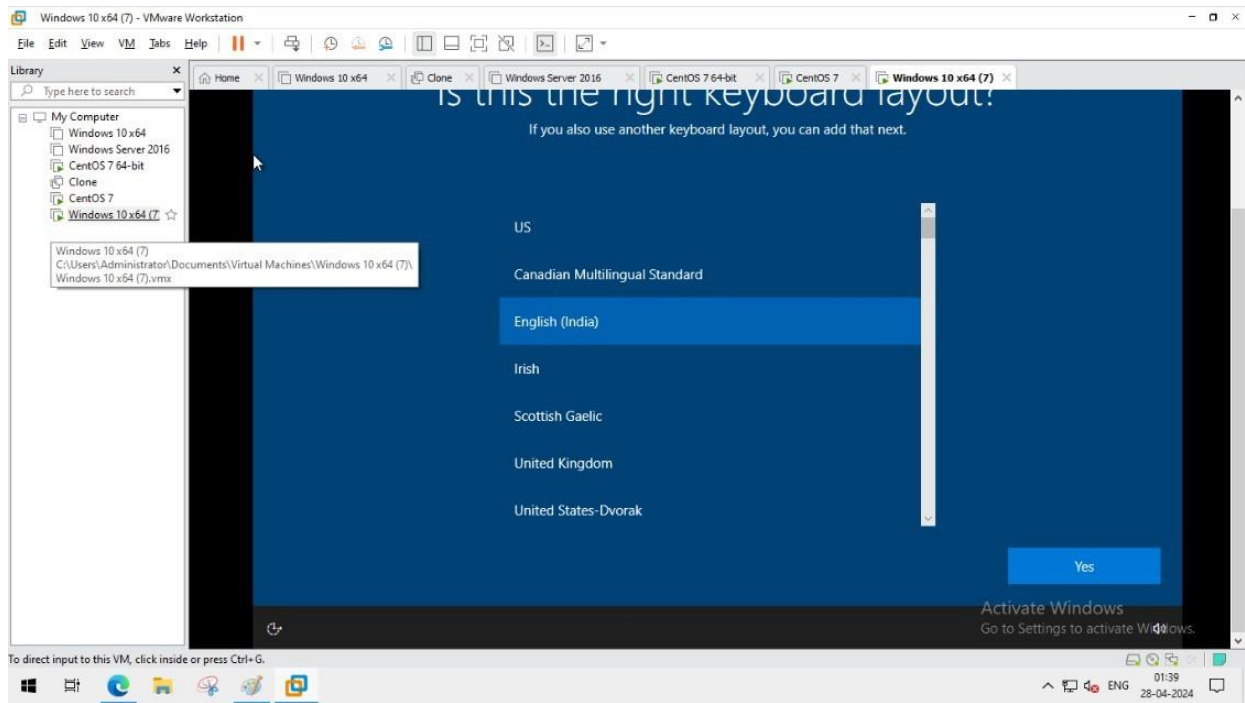 Windows 10 x64 (7) - VMware Workstation
File Edit View VM Tabs Help
Library
Type here to search
Home
Windows 10 x64
Clone
Windows Server 2016
CentOS 7 64-bit
CentOS 7
Windows 10 x64 (7)
My Computer
Windows 10 x64
Windows Server 2016
CentOS 7 64-bit
Clone
CentOS 7
Windows 10 x64 (7
Windows 10 x64 (7)
C:\Users\Administrator\Documents\Virtual Machines\Windows 10 x64 (7)\
Windows 10 x64 (7).vmx
Is this the right keyboard layout?
If you also use another keyboard layout, you can add that next.
US
Canadian Multilingual Standard
English (India)
Irish
Scottish Gaelic
United Kingdom
United States-Dvorak
Yes
Activate Windows
Go to Settings to activate Windows.
To direct input to this VM, click inside or press Ctrl+G.
ENG
01:39
28-04-2024